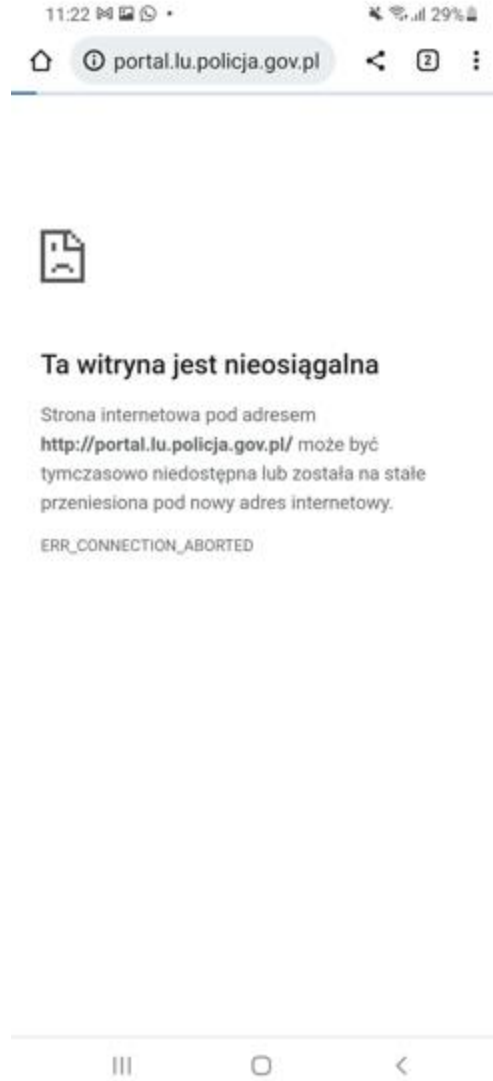 11:22
29%
portal.lu.policja.gov.pl
2
Ta witryna jest nieosiągalna
Strona internetowa pod adresem
http://portal.lu.policja.gov.pl/ może być
tymczasowo niedostępna lub została na stałe
przeniesiona pod nowy adres internetowy.
ERR_CONNECTION_ABORTED